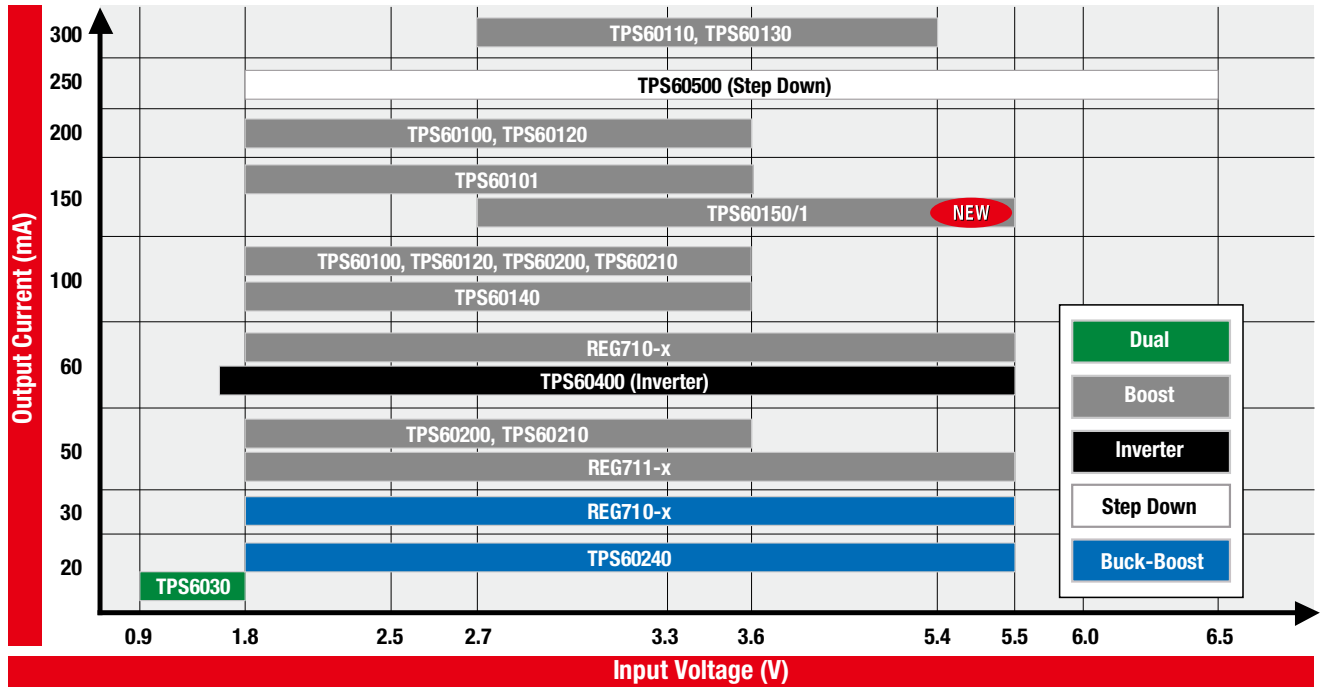 Output Current (mA)
300
TPS60110, TPS60130
250
TPS60500 (Step Down)
200
TPS60100, TPS60120
150
TPS60101
TPS60150/1
NEW
100
TPS60100, TPS60120, TPS60200, TPS60210
TPS60140
60
REG710-x
TPS60400 (Inverter)
50
TPS60200, TPS60210
REG711-x
30
REG710-x
20
TPS60240
TPS6030
Dual
Boost
Inverter
Step Down
Buck-Boost
0.9 1.8 2.5 2.7 3.3 3.6 5.4 5.5 6.0 6.5
Input Voltage (V)